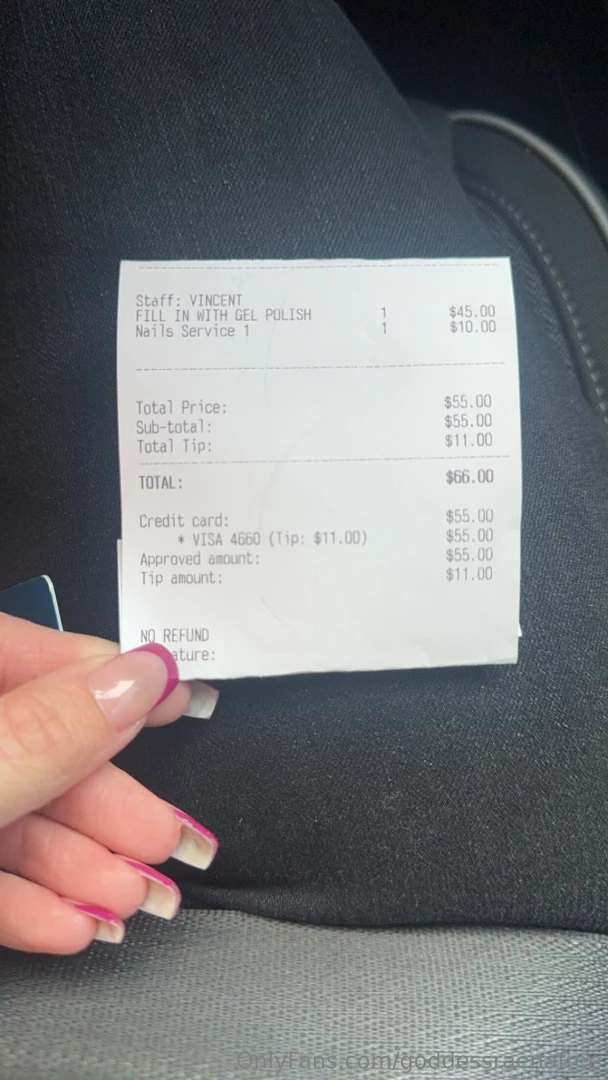 Staff: VINCENT
FILL IN WITH GEL POLISH 1 $45.00
Nails Service 1 1 $10.00
Total Price: $55.00
Sub-total: $55.00
Total Tip: $11.00
TOTAL: $66.00
Credit card: $55.00
* VISA 4660 (Tip: $11.00) $55.00
Approved amount: $55.00
Tip amount: $11.00
NO REFUND
ature: